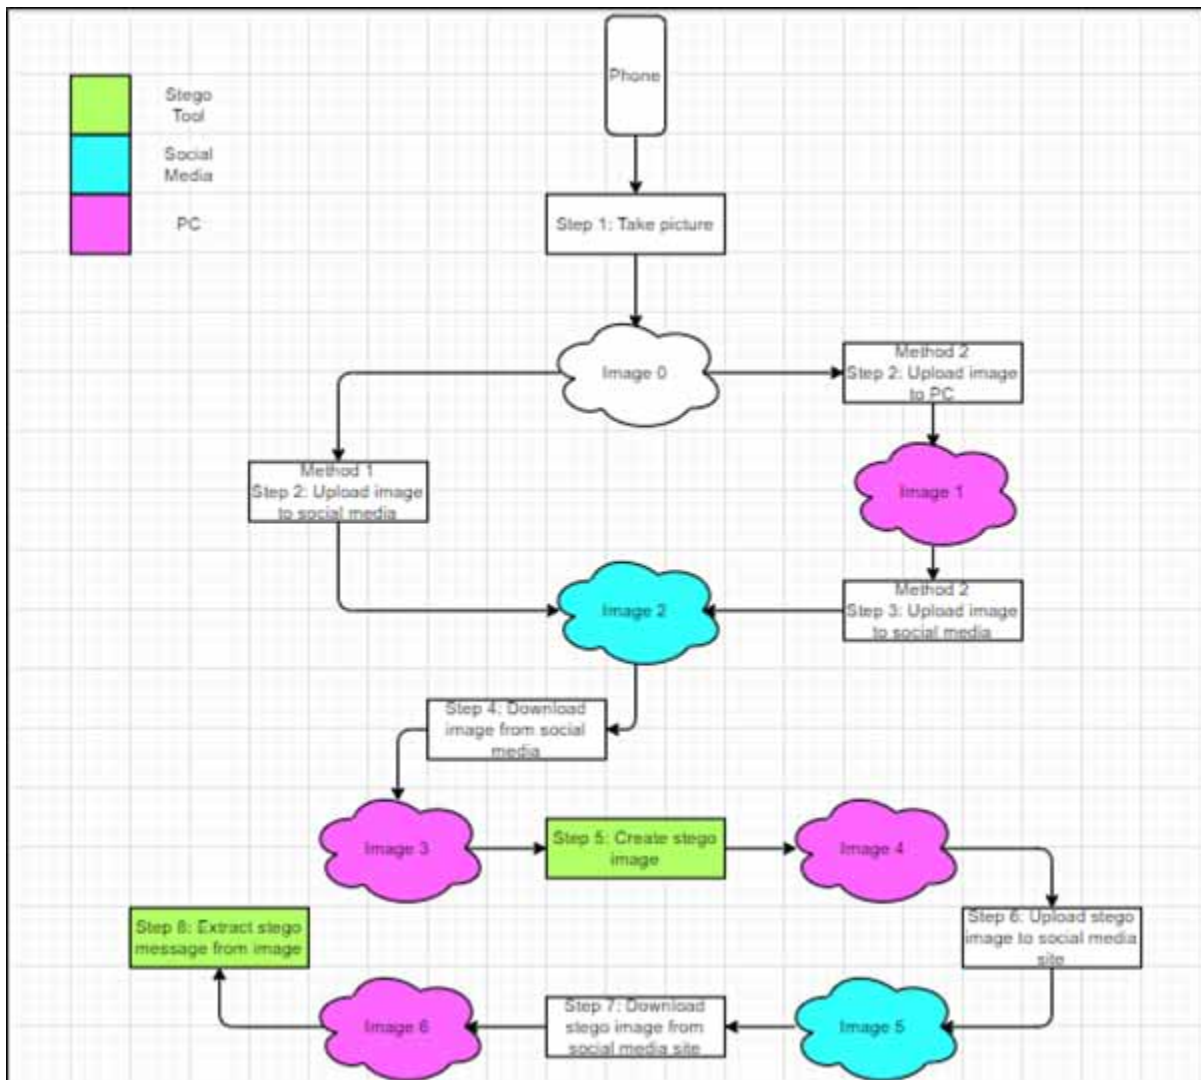 Phone
Stego
Tool
Social
Media
PC
Step 1: Take picture
Image 0
Method 2
Step 2: Upload image
to PC
Method 1
Step 2: Upload image
to social media
Image 1
Image 2
Method 2
Step 3: Upload image
to social media
Step 4: Download
image from social
media
Image 3
Step 5: Create stego
image
Image 4
Step 8: Extract stego
message from image
Step 6: Upload stego
image to social media
site
Image 6
Step 7: Download
stego image from
social media site
Image 5